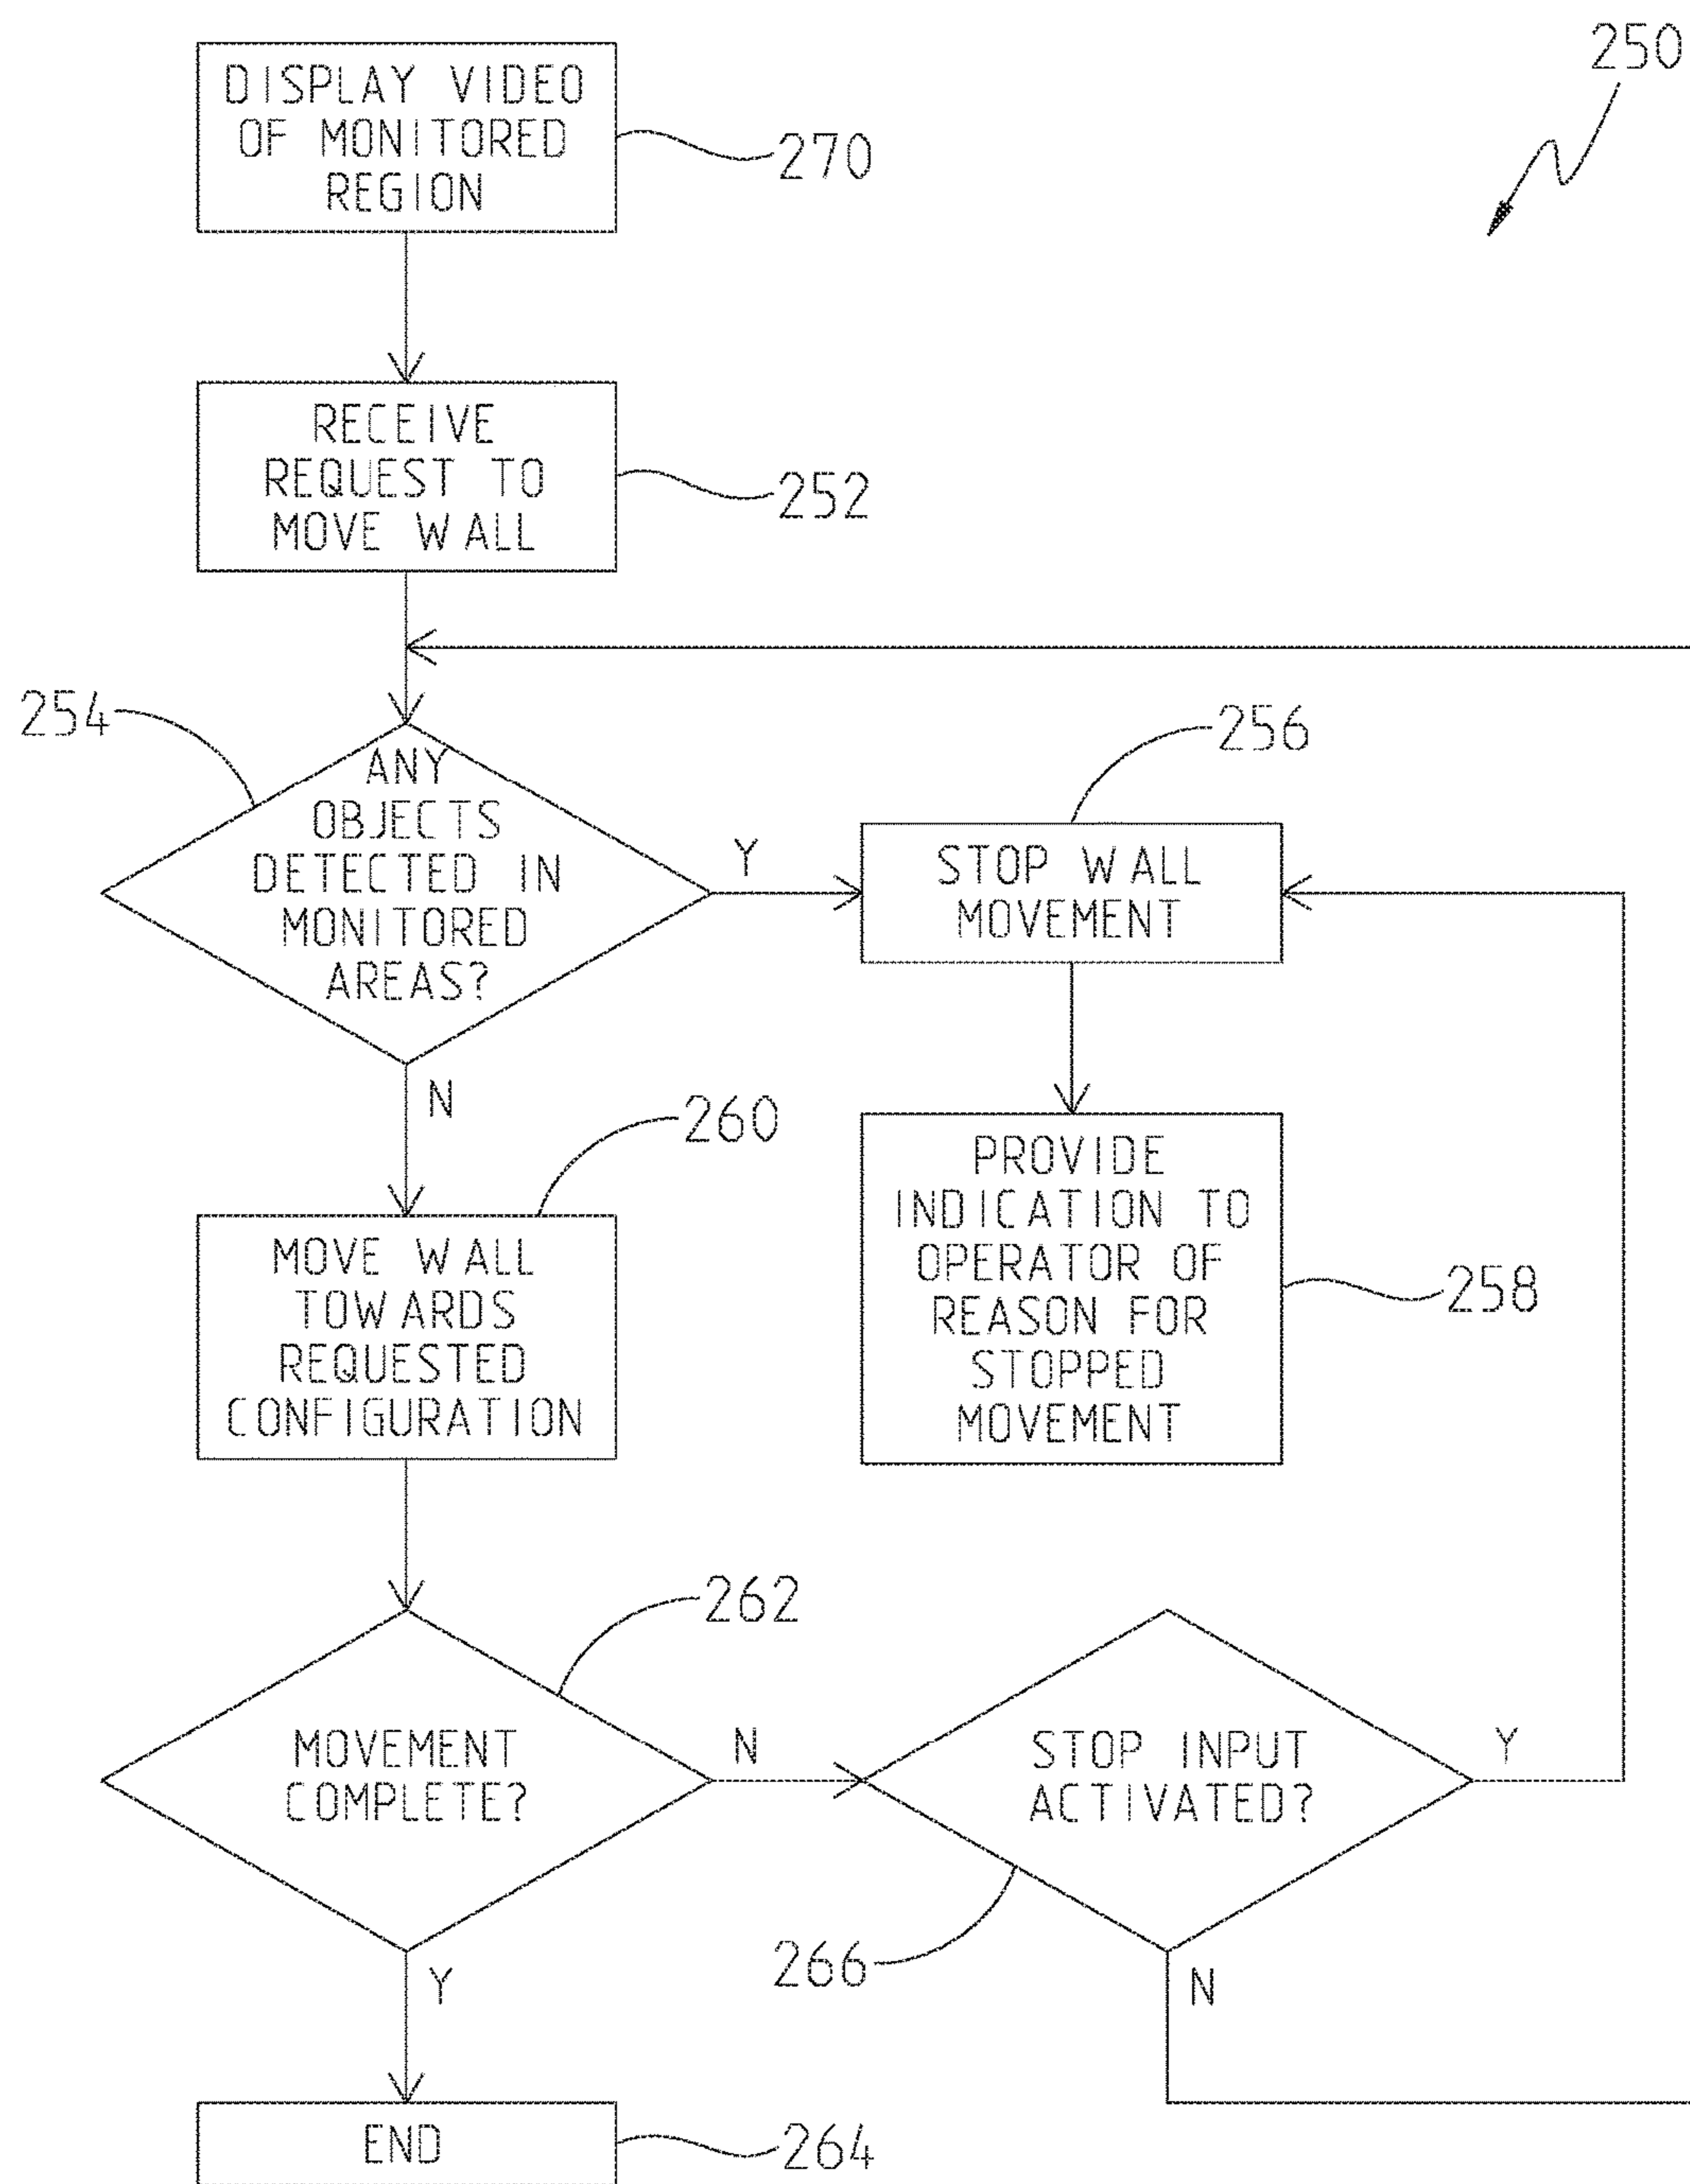 250
DISPLAY VIDEO
OF MONITORED
REGION
270
RECEIVE
REQUEST TO
MOVE WALL
252
254
ANY
OBJECTS
DETECTED IN
MONITORED
AREAS?
Y
N
256
STOP WALL
MOVEMENT
260
MOVE WALL
TOWARDS
REQUESTED
CONFIGURATION
PROVIDE
INDICATION TO
OPERATOR OF
REASON FOR
STOPPED
MOVEMENT
258
262
MOVEMENT
COMPLETE?
N
Y
STOP INPUT
ACTIVATED?
Y
266
N
END
264